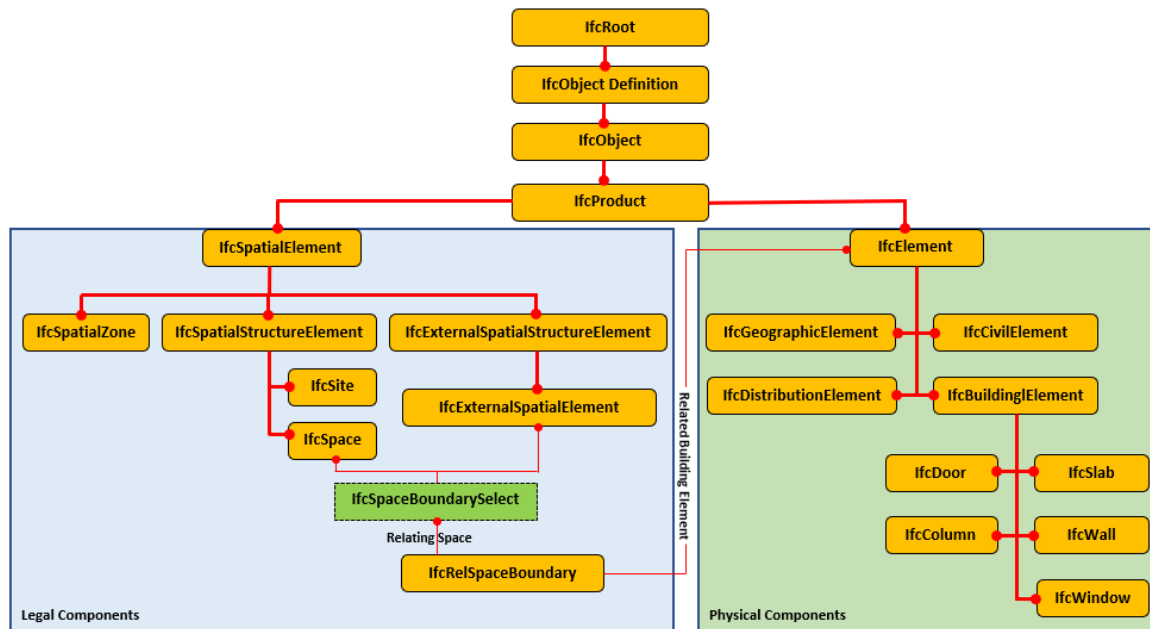 IfcRoot
IfcObject Definition
IfcObject
IfcProduct
IfcSpatialElement
IfcElement
IfcSpatialZone
IfcSpatialStructureElement
IfcExternalSpatialStructureElement
IfcGeographicElement
IfcCivilElement
IfcSite
IfcExternalSpatialElement
IfcDistributionElement
IfcBuildinglElement
IfcSpace
Related Building Element
IfcSpaceBoundarySelect
IfcDoor
IfcSlab
Relating Space
IfcColumn
IfcWall
IfcRelSpaceBoundary
IfcWindow
Legal Components
Physical Components